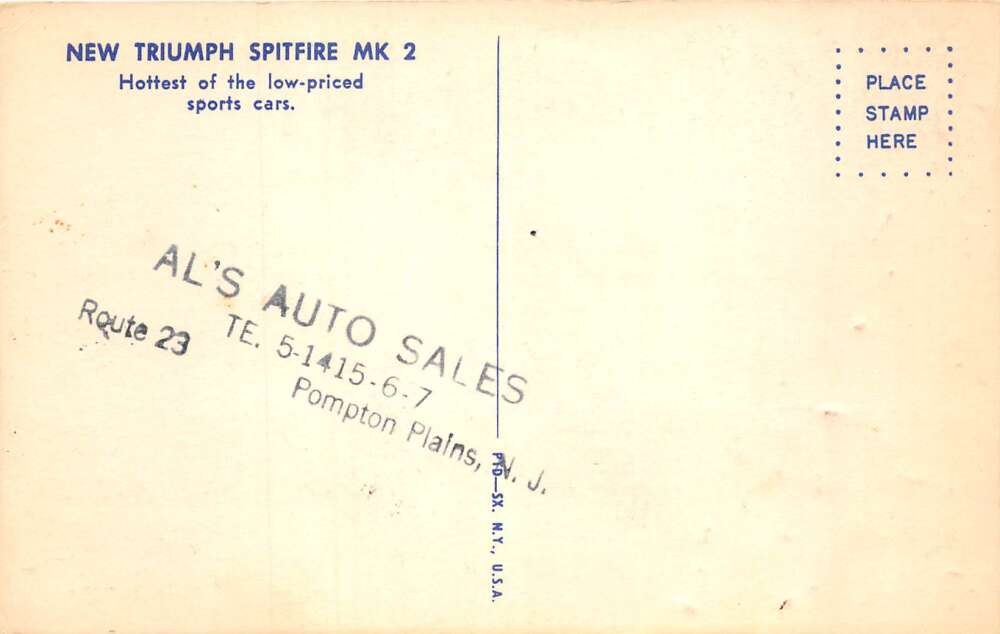 NEW TRIUMPH SPITFIRE MK 2
Hottest of the low-priced
sports cars.
PLACE
STAMP
HERE
AL'S AUTO SALES
Route 23
TE. 5-1415-6-7
Pompton Plains, N. J.
PTD—SX. N.Y., U.S.A.